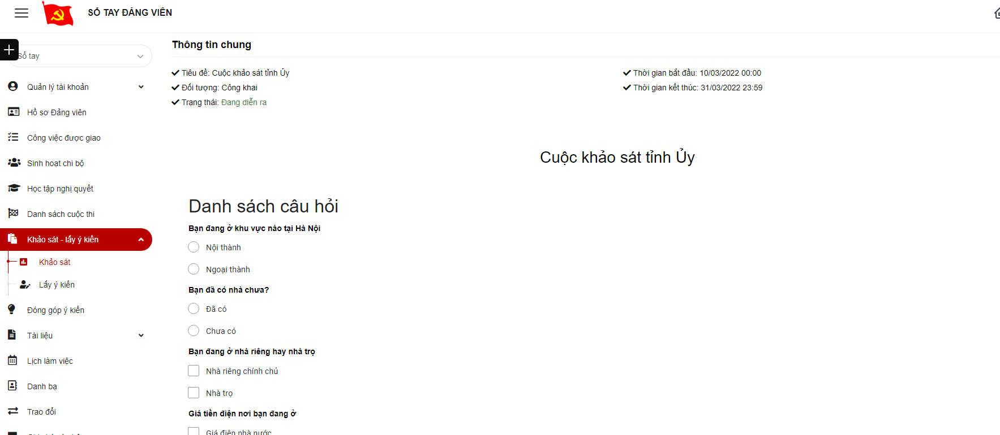 SỔ TAY ĐẢNG VIÊN
Sổ tay
Quản lý tài khoản
Hồ sơ Đảng viên
Công việc được giao
Sinh hoạt chi bộ
Học tập nghị quyết
Danh sách cuộc thi
Khảo sát - lấy ý kiến
Khảo sát
Lấy ý kiến
Đóng góp ý kiến
Tài liệu
Lịch làm việc
Danh bạ
Trao đổi
Thông tin chung
Tiêu đề: Cuộc khảo sát tỉnh Ủy
Đối tượng: Công khai
Trạng thái: Đang diễn ra
Thời gian bắt đầu: 10/03/2022 00:00
Thời gian kết thúc: 31/03/2022 23:59
Cuộc khảo sát tỉnh Ủy
Danh sách câu hỏi
Bạn đang ở khu vực nào tại Hà Nội
Nội thành
Ngoại thành
Bạn đã có nhà chưa?
Đã có
Chưa có
Bạn đang ở nhà riêng hay nhà trọ
Nhà riêng chính chủ
Nhà trọ
Giá tiền điện nơi bạn đang ở
Giá điện nhà nước